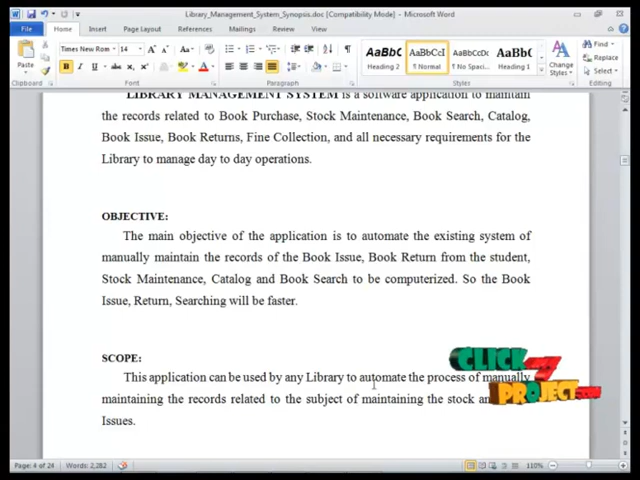 Library_Management_System_Synopsis.doc [Compatibility Mode] - Microsoft Word
File Home Insert Page Layout References Mailings Review View
Times New Rom 14 A A Aa
Paste
B I U abc x₂ x² A A
AaBbC AaBbCcI AaBbCcDc AaBbC
Heading 2 ¶ Normal ¶ No Spaci... Heading 1
Change Styles
Find
Replace
Select
Clipboard Font Paragraph Styles Editing
LIBRARY MANAGEMENT SYSTEM is a software application to maintain
the records related to Book Purchase, Stock Maintenance, Book Search, Catalog,
Book Issue, Book Returns, Fine Collection, and all necessary requirements for the
Library to manage day to day operations.
OBJECTIVE:
The main objective of the application is to automate the existing system of
manually maintain the records of the Book Issue, Book Return from the student,
Stock Maintenance, Catalog and Book Search to be computerized. So the Book
Issue, Return, Searching will be faster.
SCOPE:
This application can be used by any Library to automate the process of manually
maintaining the records related to the subject of maintaining the stock
Issues.
CLICK MY
PROJECT
Page: 4 of 24 Words: 2,282 110%